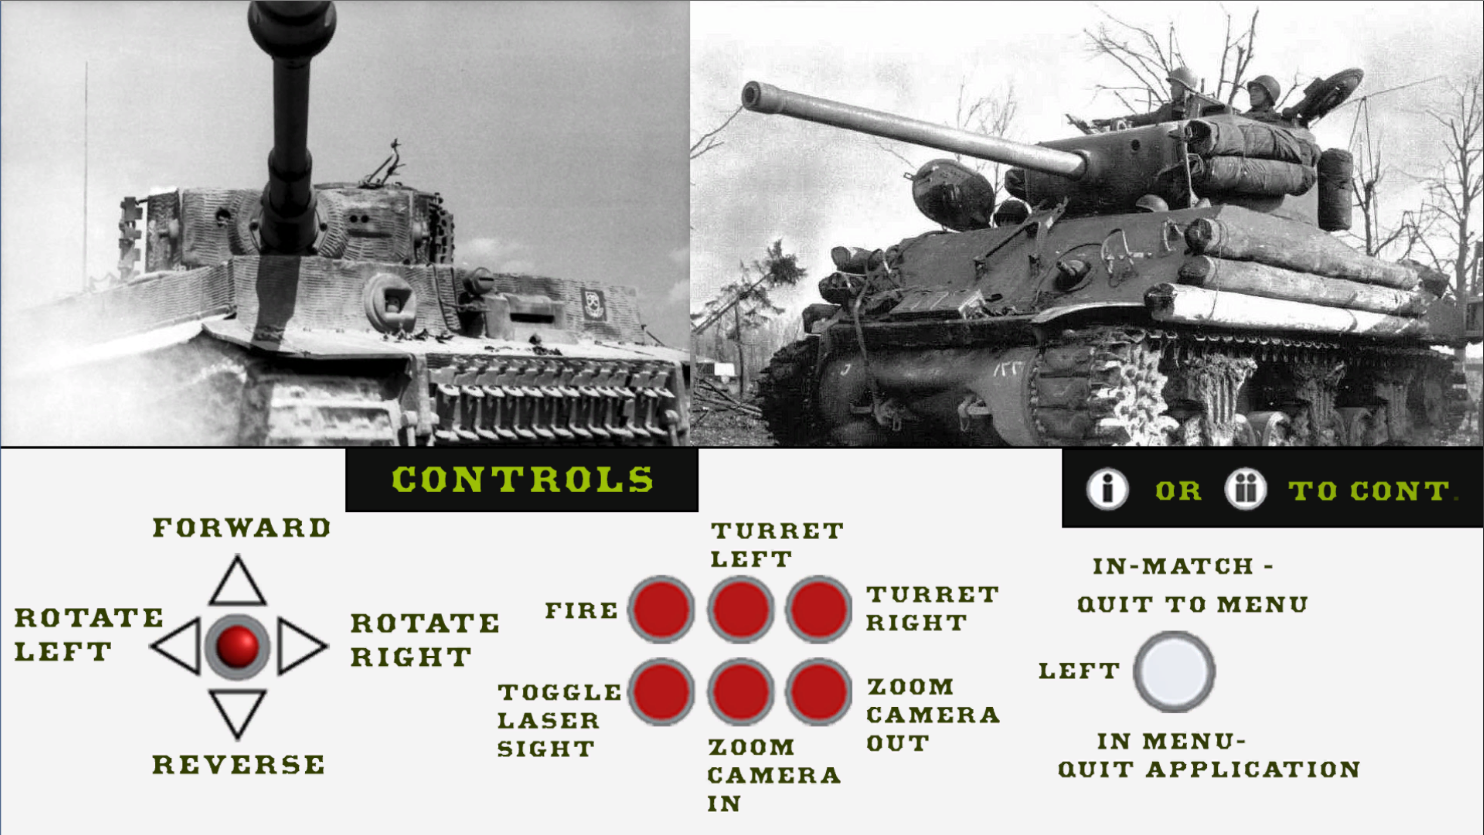 CONTROLS
i OR ii TO CONT.
FORWARD
ROTATE
LEFT
ROTATE
RIGHT
REVERSE
TURRET
LEFT
FIRE
TURRET
RIGHT
TOGGLE
LASER
SIGHT
ZOOM
CAMERA
IN
ZOOM
CAMERA
OUT
IN-MATCH -
QUIT TO MENU
LEFT
IN MENU-
QUIT APPLICATION